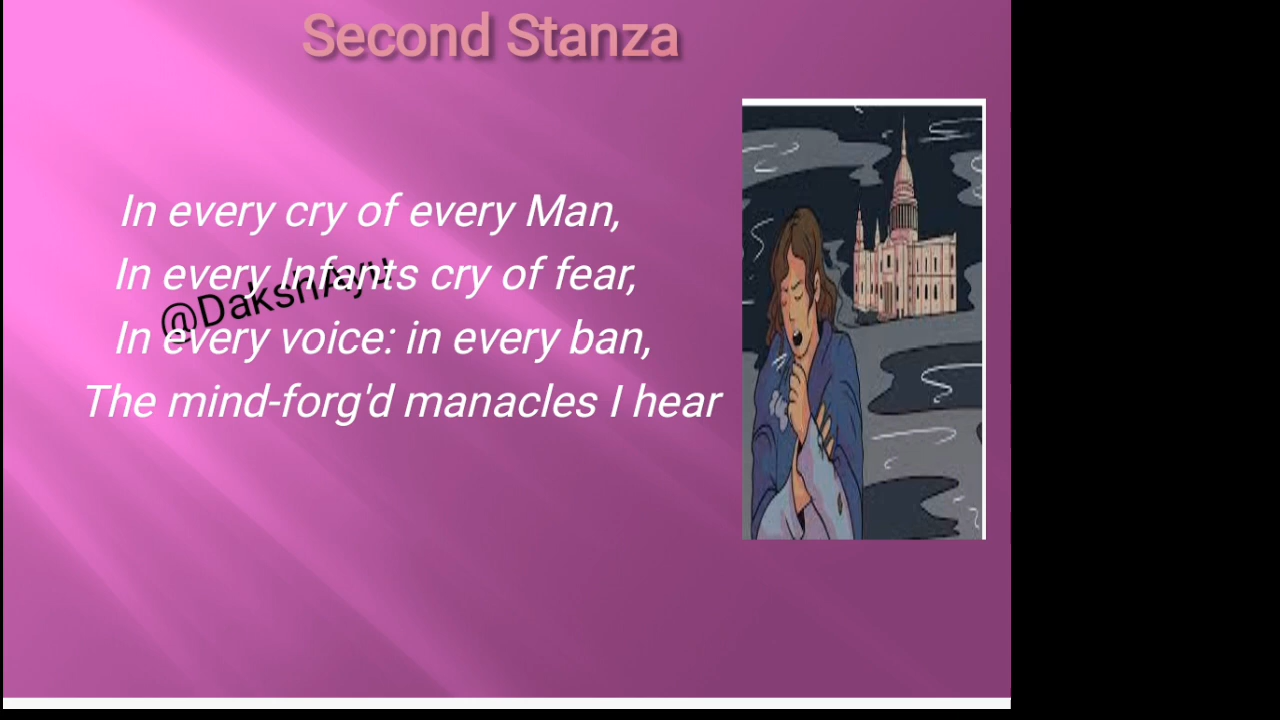 Second Stanza
In every cry of every Man,
In every Infants cry of fear,
@DakshAyu
In every voice: in every ban,
The mind-forg'd manacles I hear